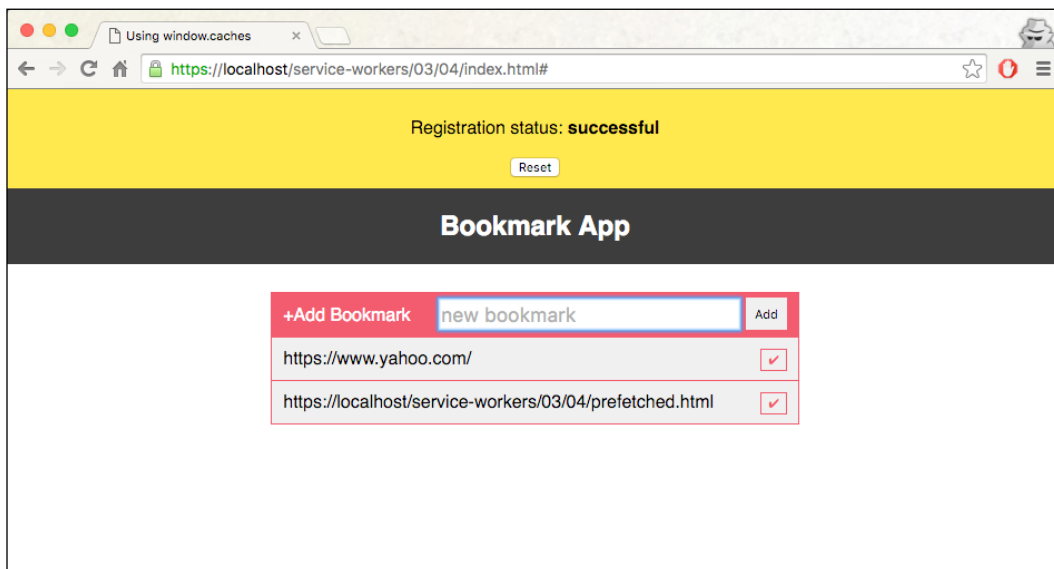 Using window.caches
https://localhost/service-workers/03/04/index.html#
Registration status: successful
Reset
Bookmark App
+Add Bookmark new bookmark Add
https://www.yahoo.com/ ✔
https://localhost/service-workers/03/04/prefetched.html ✔